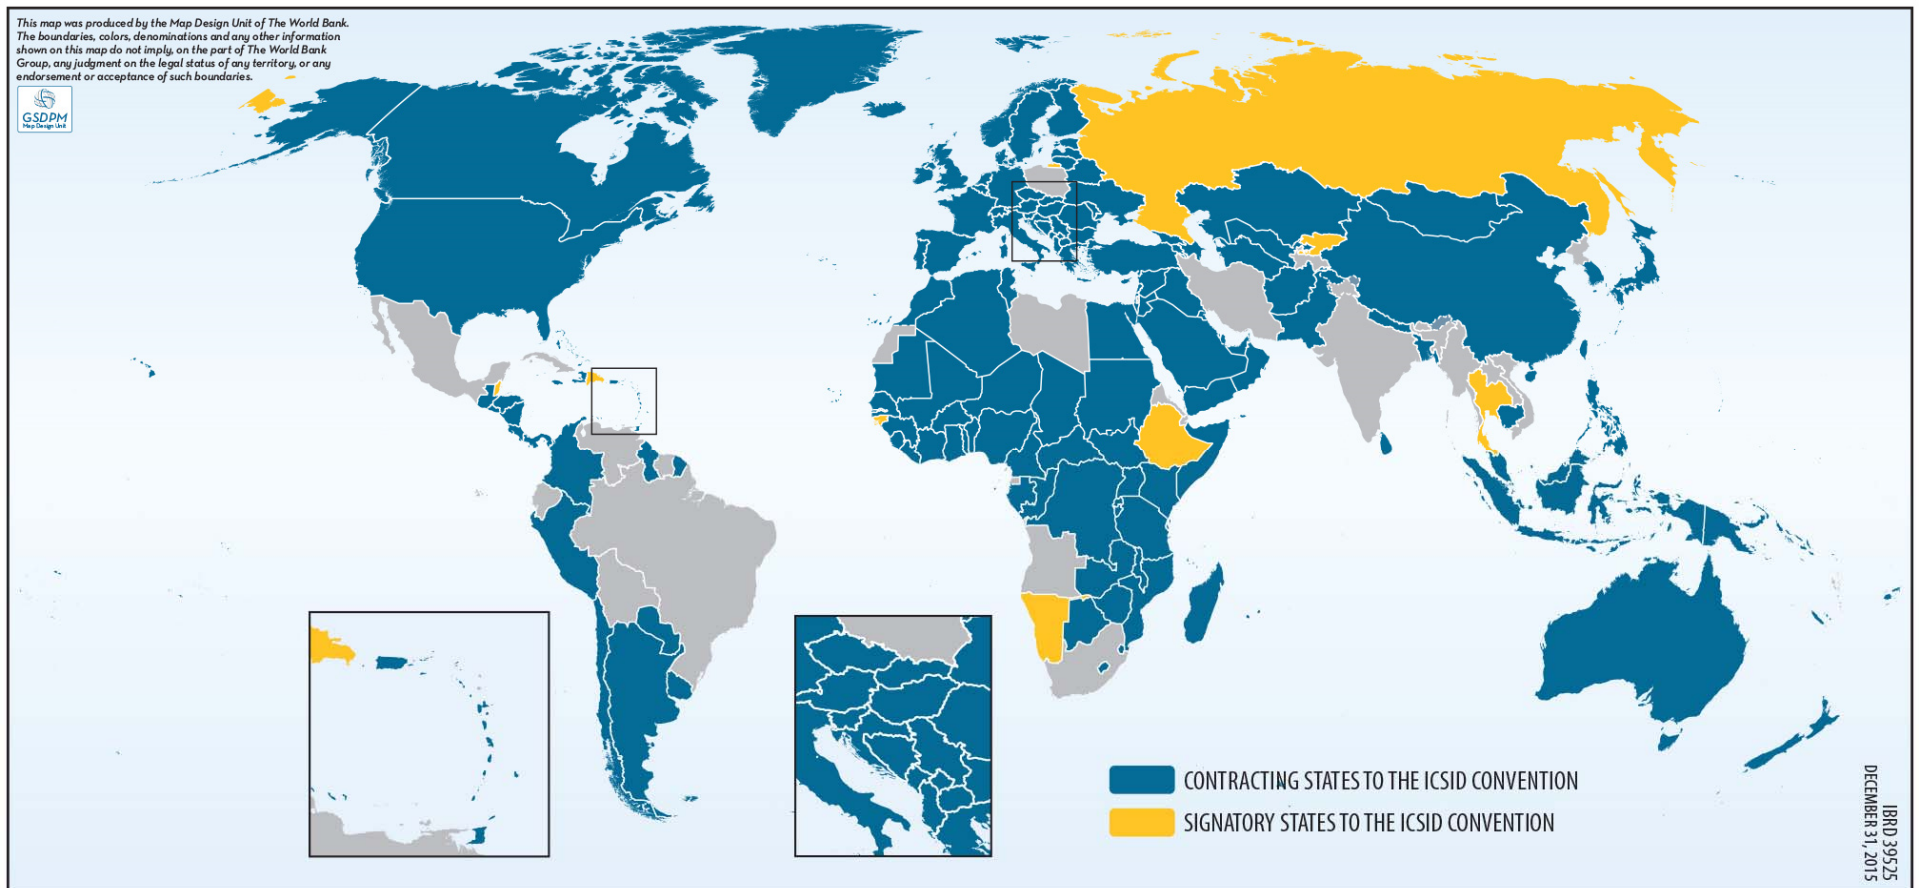 This map was produced by the Map Design Unit of The World Bank.
The boundaries, colors, denominations and any other information
shown on this map do not imply, on the part of The World Bank
Group, any judgment on the legal status of any territory, or any
endorsement or acceptance of such boundaries.
GSDPM
Map Design Unit
CONTRACTING STATES TO THE ICSID CONVENTION
SIGNATORY STATES TO THE ICSID CONVENTION
IBRD 39525
DECEMBER 31, 2015